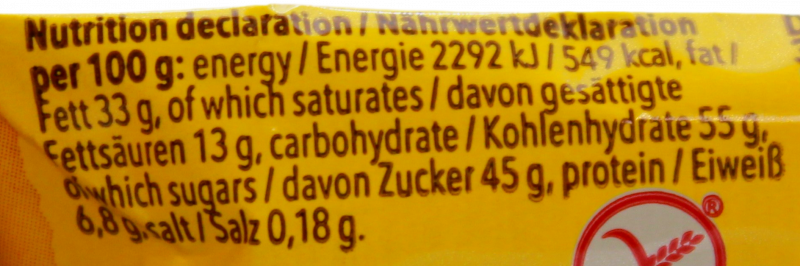 Nutrition declaration / Nährwertdeklaration
per 100 g: energy / Energie 2292 kJ / 549 kcal, fat /
Fett 33 g, of which saturates / davon gesättigte
Fettsäuren 13 g, carbohydrate / Kohlenhydrate 55 g,
of which sugars / davon Zucker 45 g, protein / Eiweiß
6,8 g, salt / Salz 0,18 g.
®